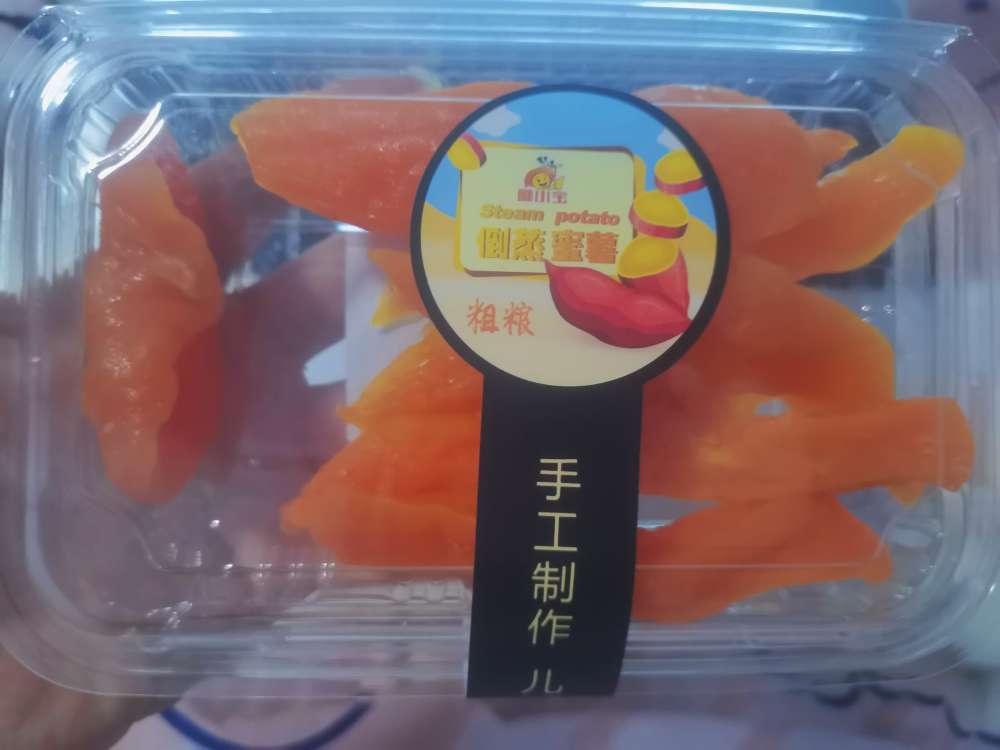 Steam potato
倒蒸蜜薯
粗粮
手工制作